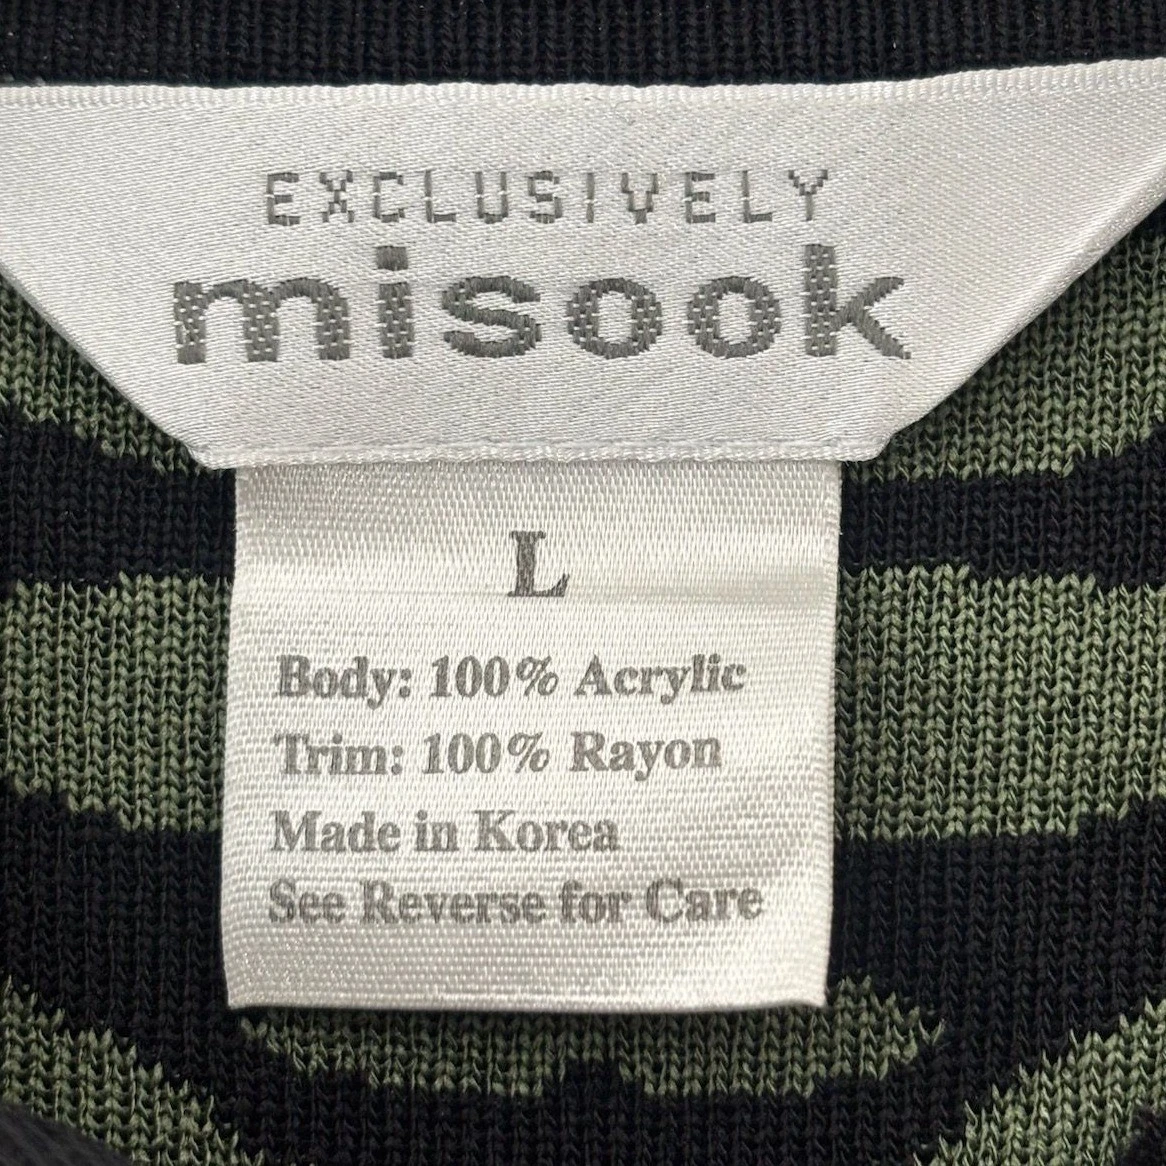 EXCLUSIVELY
misook
L
Body: 100% Acrylic
Trim: 100% Rayon
Made in Korea
See Reverse for Care